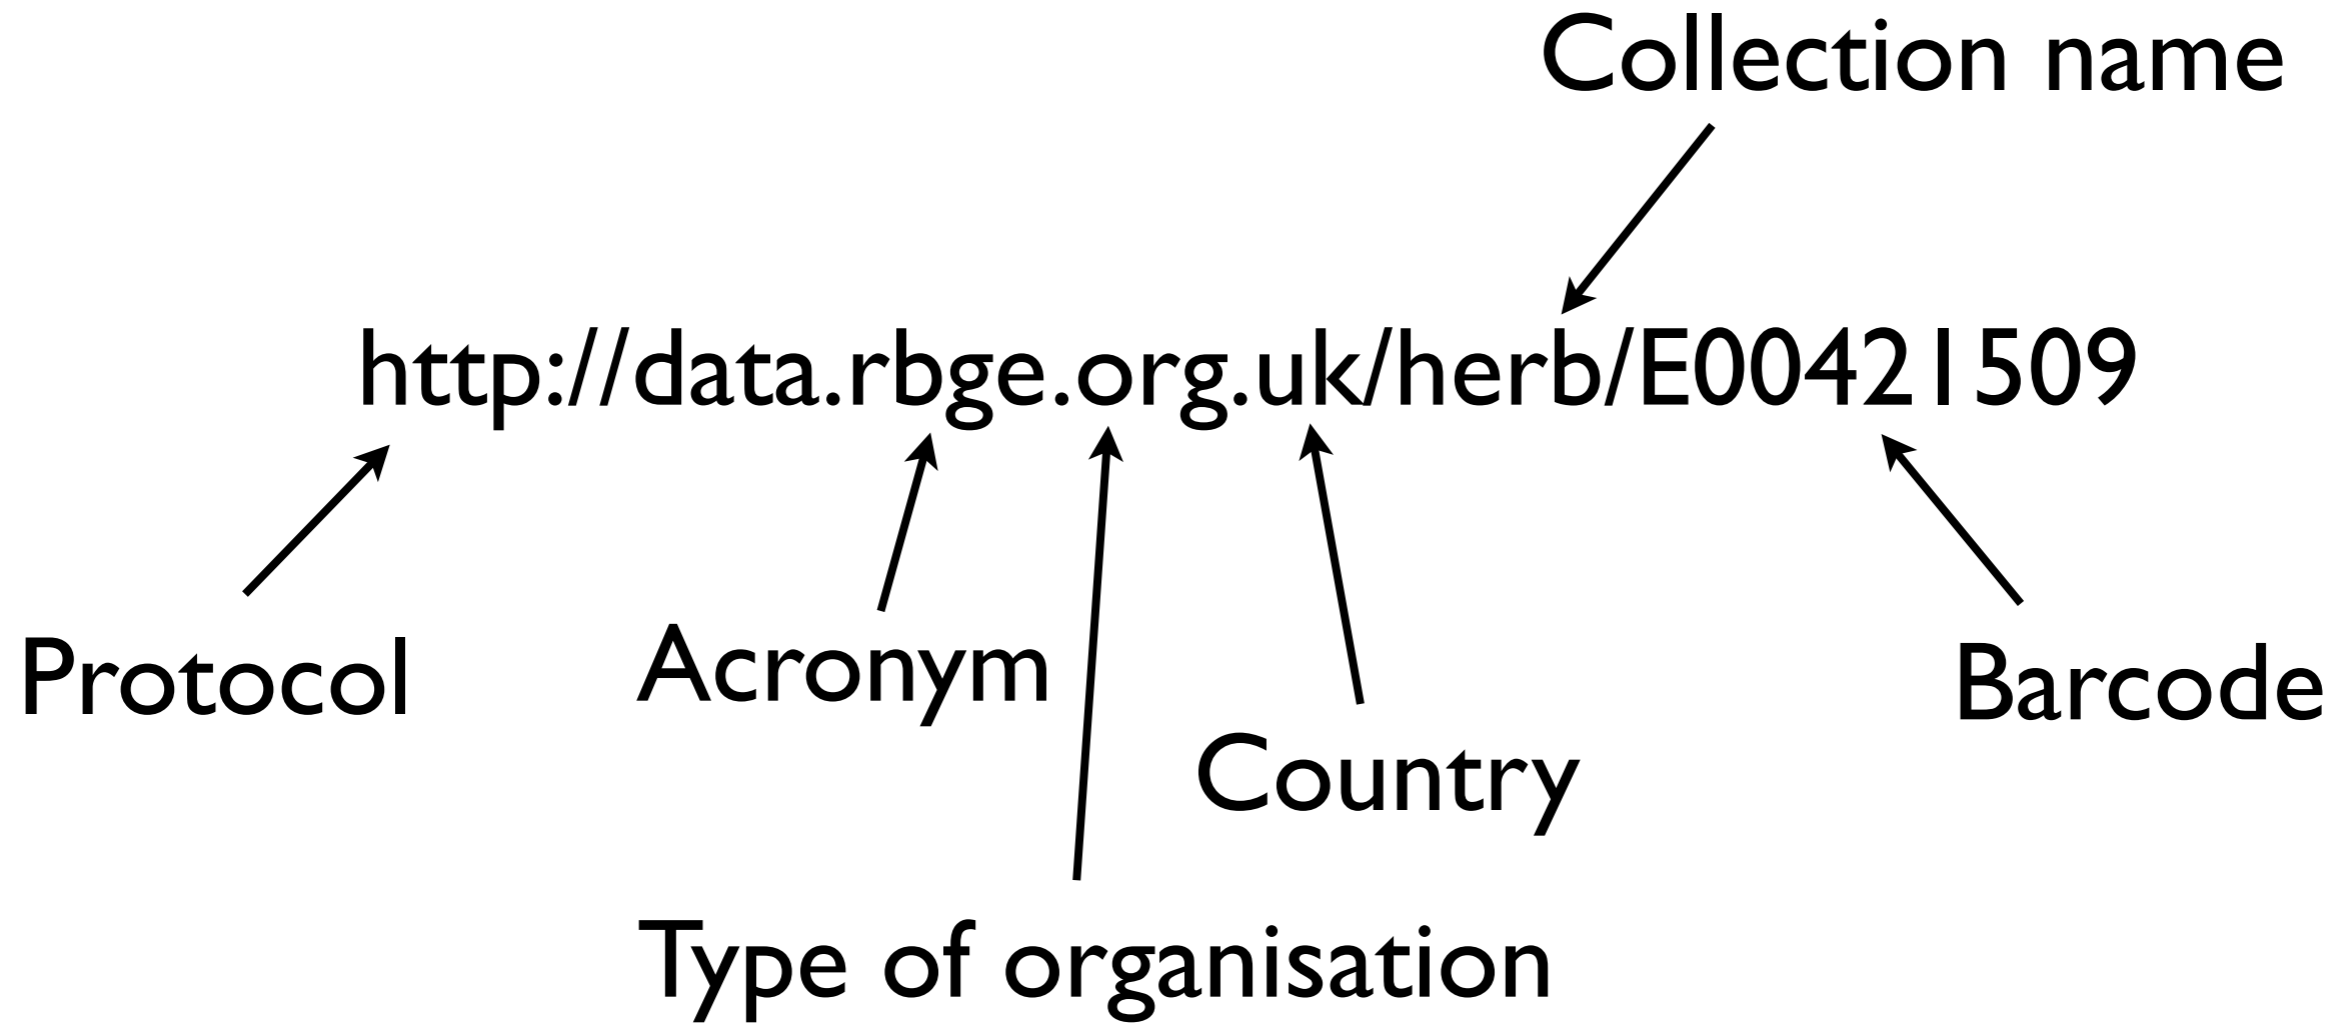 Collection name
http://data.rbge.org.uk/herb/E00421509
Protocol
Acronym
Barcode
Country
Type of organisation